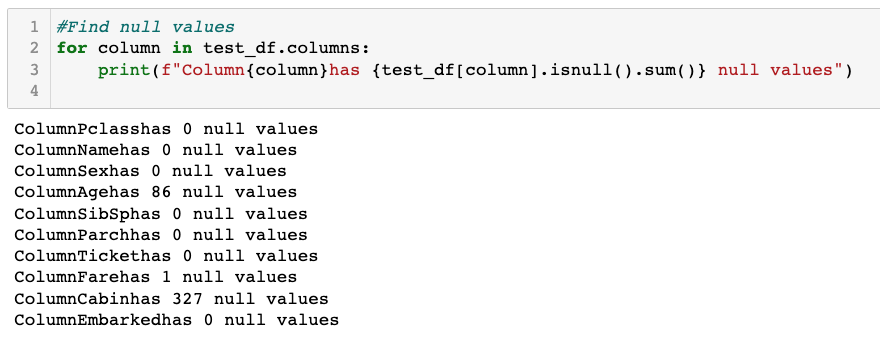 1 #Find null values
2 for column in test_df.columns:
3     print(f"Column{column}has {test_df[column].isnull().sum()} null values")
4
ColumnPclasshas 0 null values
ColumnNamehas 0 null values
ColumnSexhas 0 null values
ColumnAgehas 86 null values
ColumnSibSphas 0 null values
ColumnParchhas 0 null values
ColumnTickethas 0 null values
ColumnFarehas 1 null values
ColumnCabinhas 327 null values
ColumnEmbarkedhas 0 null values